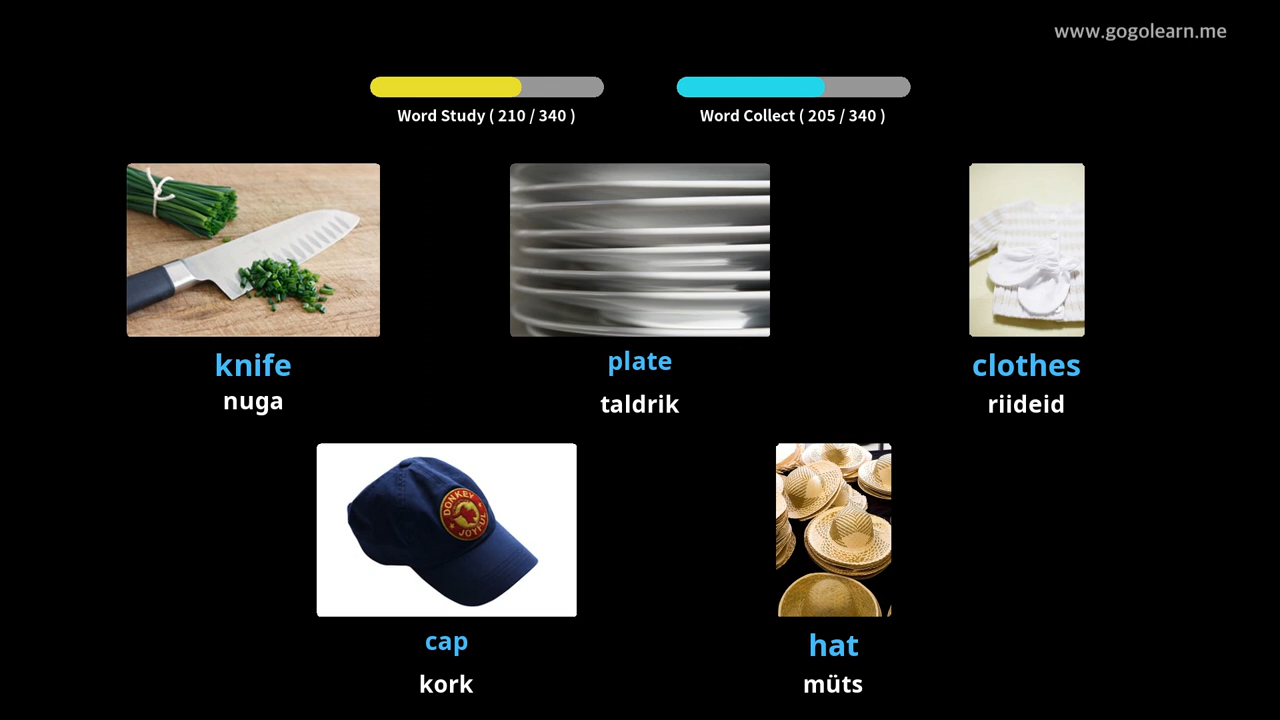 www.gogolearn.me
Word Study ( 210 / 340 )
Word Collect ( 205 / 340 )
knife
nuga
plate
taldrik
clothes
riideid
DONKEY
JOYFUL
cap
kork
hat
müts